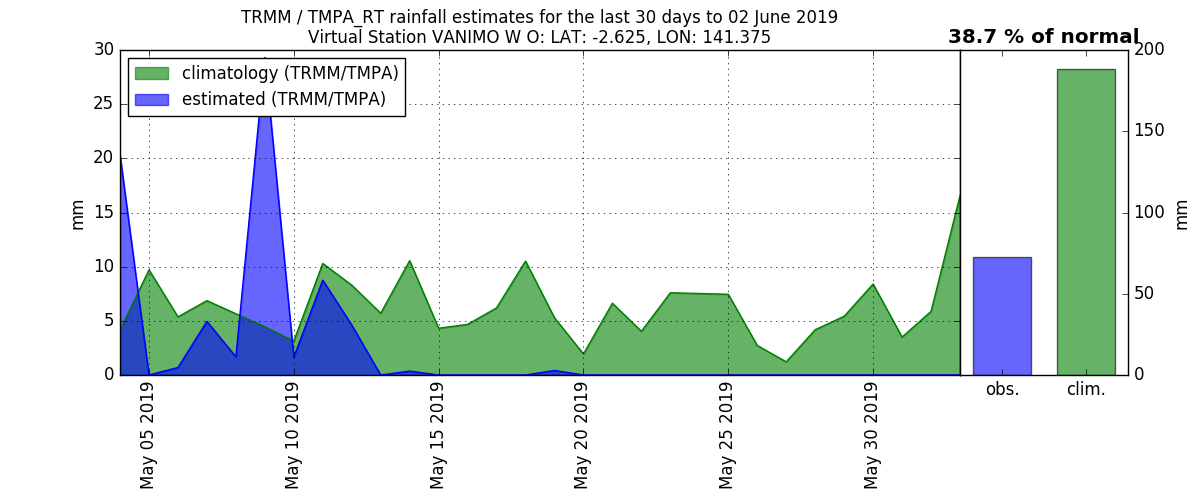 TRMM / TMPA_RT rainfall estimates for the last 30 days to 02 June 2019
Virtual Station VANIMO W O: LAT: -2.625, LON: 141.375
38.7 % of normal
climatology (TRMM/TMPA)
estimated (TRMM/TMPA)
mm
30
25
20
15
10
5
0
May 05 2019
May 10 2019
May 15 2019
May 20 2019
May 25 2019
May 30 2019
200
150
100
50
0
mm
obs.
clim.